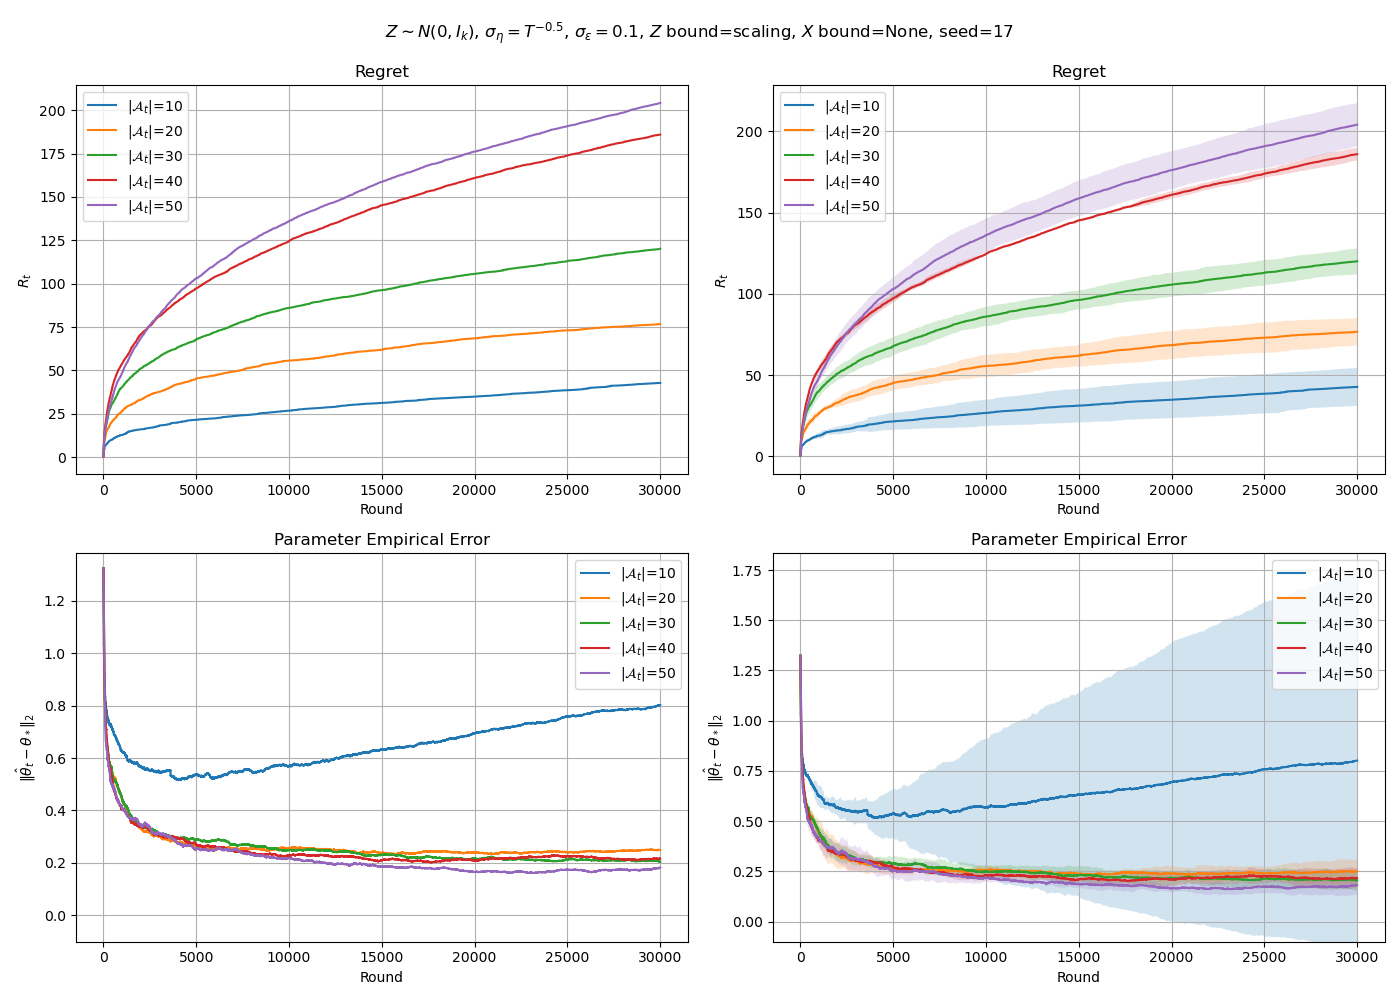 Z ~ N(0, I_k), σ_η = T^{-0.5}, σ_ε = 0.1, Z bound=scaling, X bound=None, seed=17
Regret
|𝒜_t|=10
|𝒜_t|=20
|𝒜_t|=30
|𝒜_t|=40
|𝒜_t|=50
R_t
200
175
150
125
100
75
50
25
0
0 5000 10000 15000 20000 25000 30000
Round
Regret
|𝒜_t|=10
|𝒜_t|=20
|𝒜_t|=30
|𝒜_t|=40
|𝒜_t|=50
R_t
200
150
100
50
0
0 5000 10000 15000 20000 25000 30000
Round
Parameter Empirical Error
|𝒜_t|=10
|𝒜_t|=20
|𝒜_t|=30
|𝒜_t|=40
|𝒜_t|=50
‖θ̂_t − θ_*‖_2
1.2
1.0
0.8
0.6
0.4
0.2
0.0
0 5000 10000 15000 20000 25000 30000
Round
Parameter Empirical Error
|𝒜_t|=10
|𝒜_t|=20
|𝒜_t|=30
|𝒜_t|=40
|𝒜_t|=50
‖θ̂_t − θ_*‖_2
1.75
1.50
1.25
1.00
0.75
0.50
0.25
0.00
0 5000 10000 15000 20000 25000 30000
Round